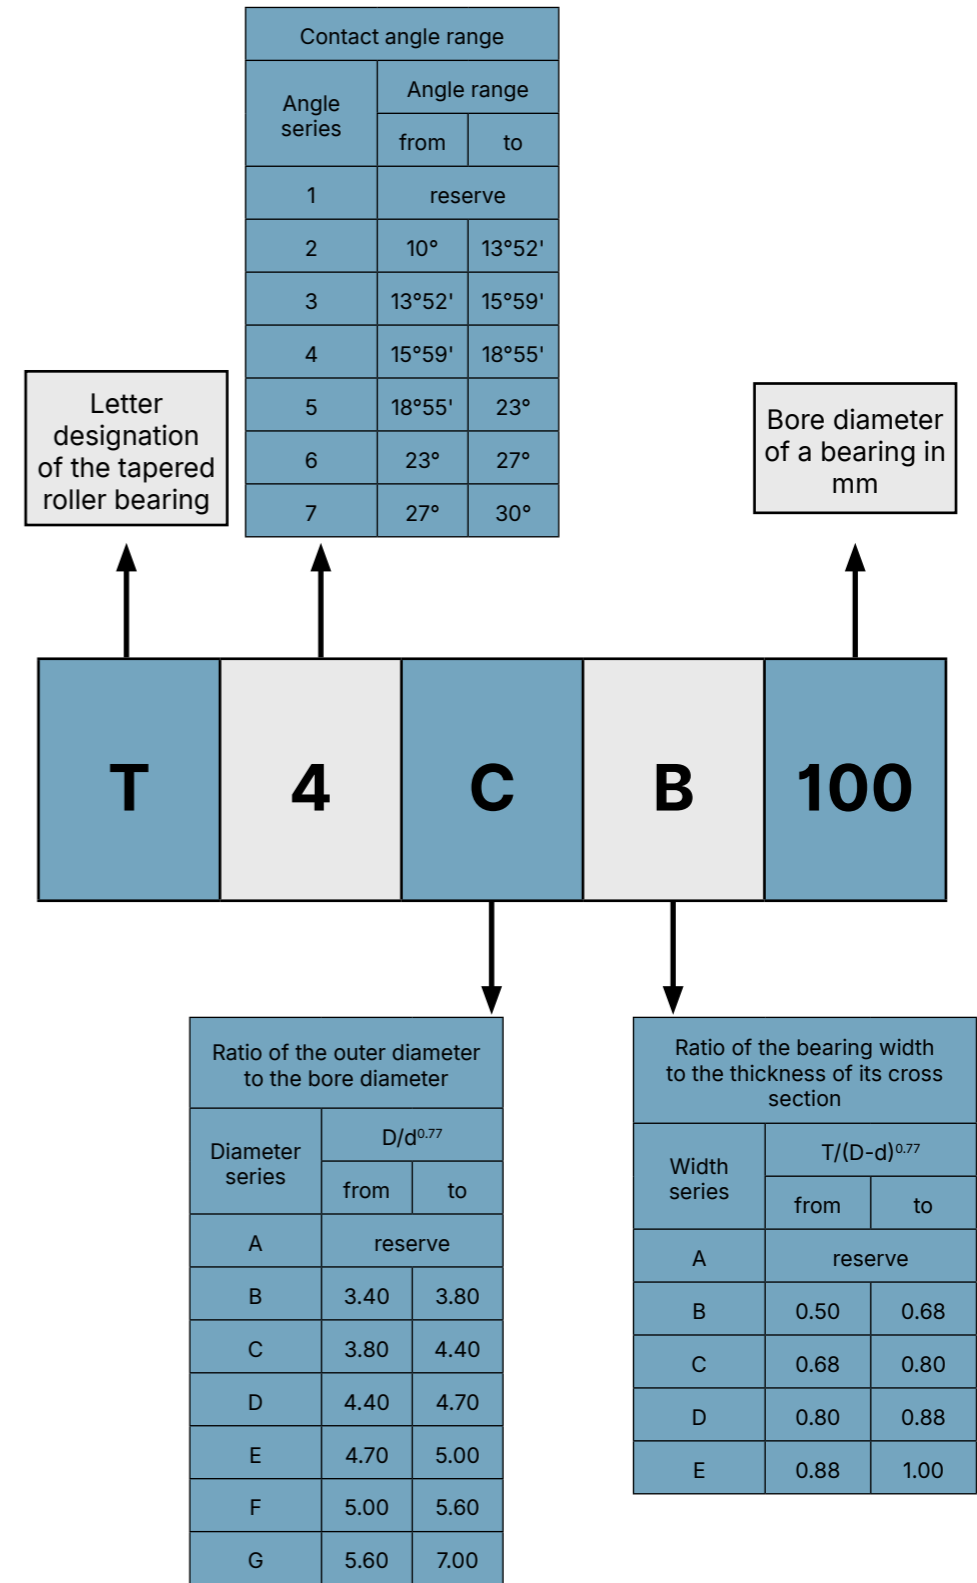 Contact angle range
Angle series
Angle range
from to
1 reserve
2 10° 13°52'
3 13°52' 15°59'
4 15°59' 18°55'
5 18°55' 23°
6 23° 27°
7 27° 30°
Letter
designation
of the tapered
roller bearing
Bore diameter
of a bearing in
mm
T 4 C B 100
Ratio of the outer diameter
to the bore diameter
Diameter
series
D/d^0.77
from to
A reserve
B 3.40 3.80
C 3.80 4.40
D 4.40 4.70
E 4.70 5.00
F 5.00 5.60
G 5.60 7.00
Ratio of the bearing width
to the thickness of its cross
section
Width
series
T/(D-d)^0.77
from to
A reserve
B 0.50 0.68
C 0.68 0.80
D 0.80 0.88
E 0.88 1.00